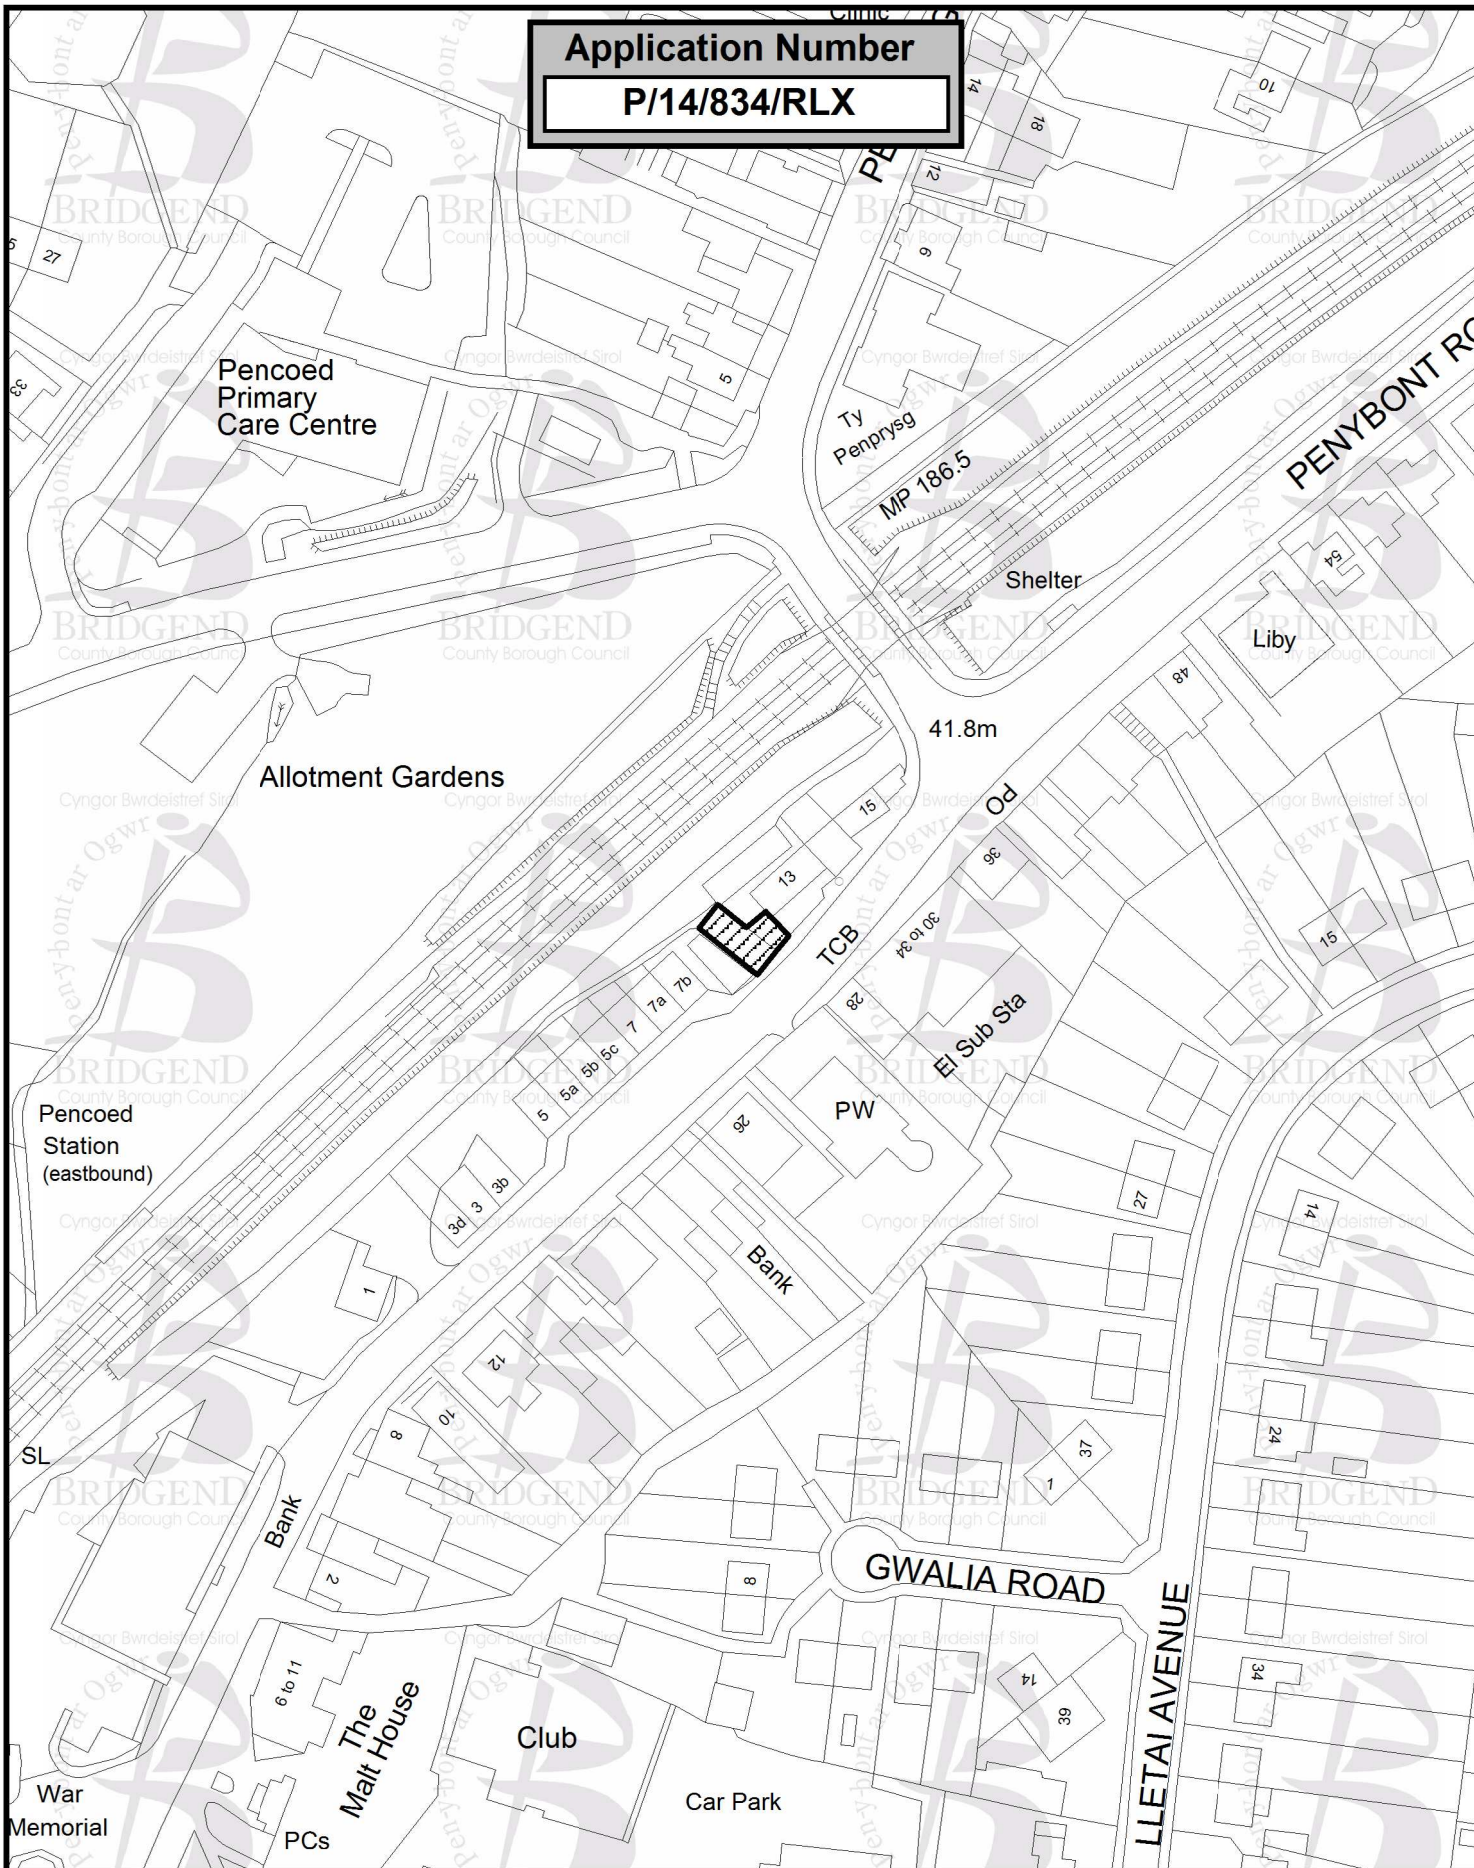 Clinic
Application Number
P/14/834/RLX
14
18
10
12
27
6
33
5
Pencoed
Primary
Care Centre
Ty
Penprysg
MP 186.5
PENYBONT
Shelter
54
Liby
48
41.8m
Allotment Gardens
15
PO
36
13
30 to 34
15
TCB
7b
7a
7
5c
5b
5a
5
28
El Sub Sta
PW
26
Pencoed
Station
(eastbound)
3b
3
3d
27
14
Bank
1
12
10
8
SL
Bank
2
37
1
24
8
GWALIA ROAD
LLETAI AVENUE
14
39
34
6 to 11
The
Malt House
Club
War
Memorial
PCs
Car Park
Pen-y-bont ar Ogwr
BRIDGEND
County Borough Council
Cyngor Bwrdeistref Sirol